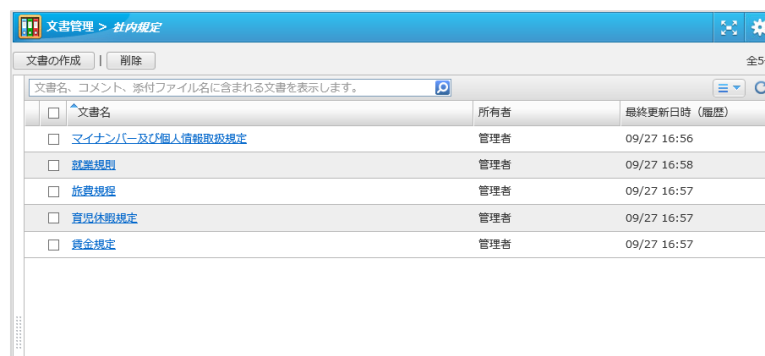 文書管理 > 社内規定
文書の作成 | 削除
全5
文書名、コメント、添付ファイル名に含まれる文書を表示します。
文書名 所有者 最終更新日時（履歴）
マイナンバー及び個人情報取扱規定 管理者 09/27 16:56
就業規則 管理者 09/27 16:58
旅費規程 管理者 09/27 16:57
育児休暇規定 管理者 09/27 16:57
賃金規定 管理者 09/27 16:57